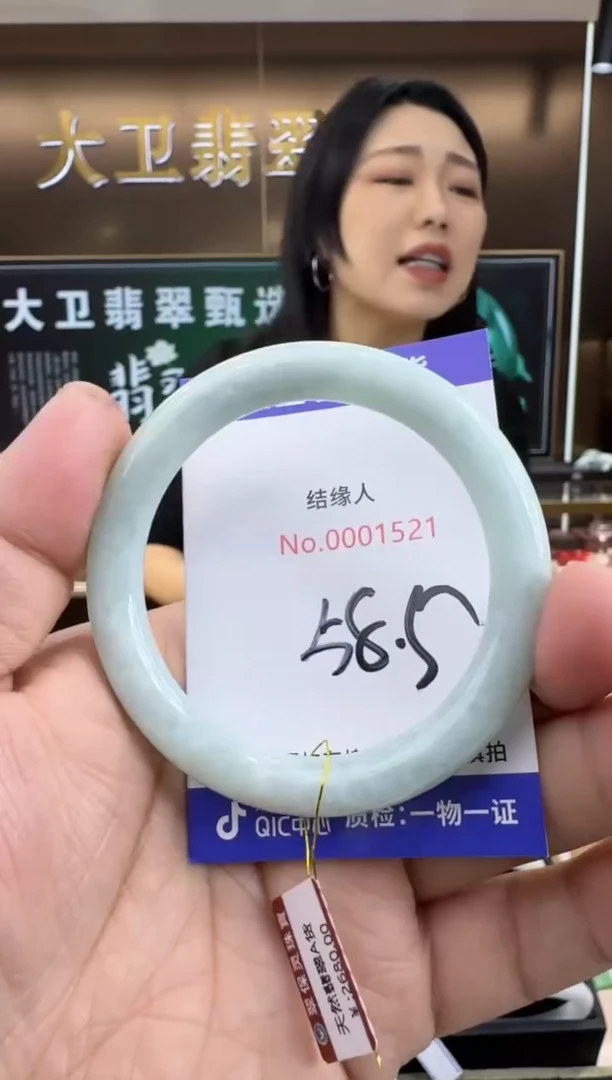 大卫翡翠
大卫翡翠甄选
结缘人
No.0001521
58.5
QIC中心 质检:一物一证
天然翡翠A货
¥:2680.00